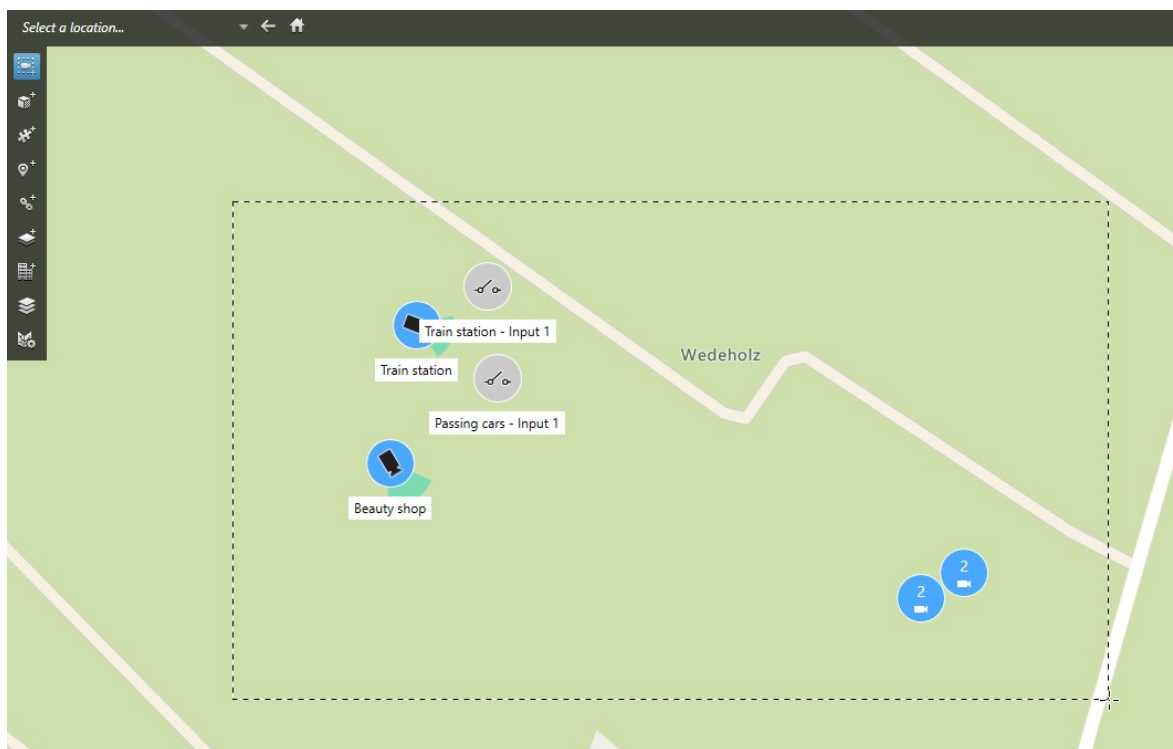 Select a location...
Train station - Input 1
Wedeholz
Train station
Passing cars - Input 1
Beauty shop
2
2